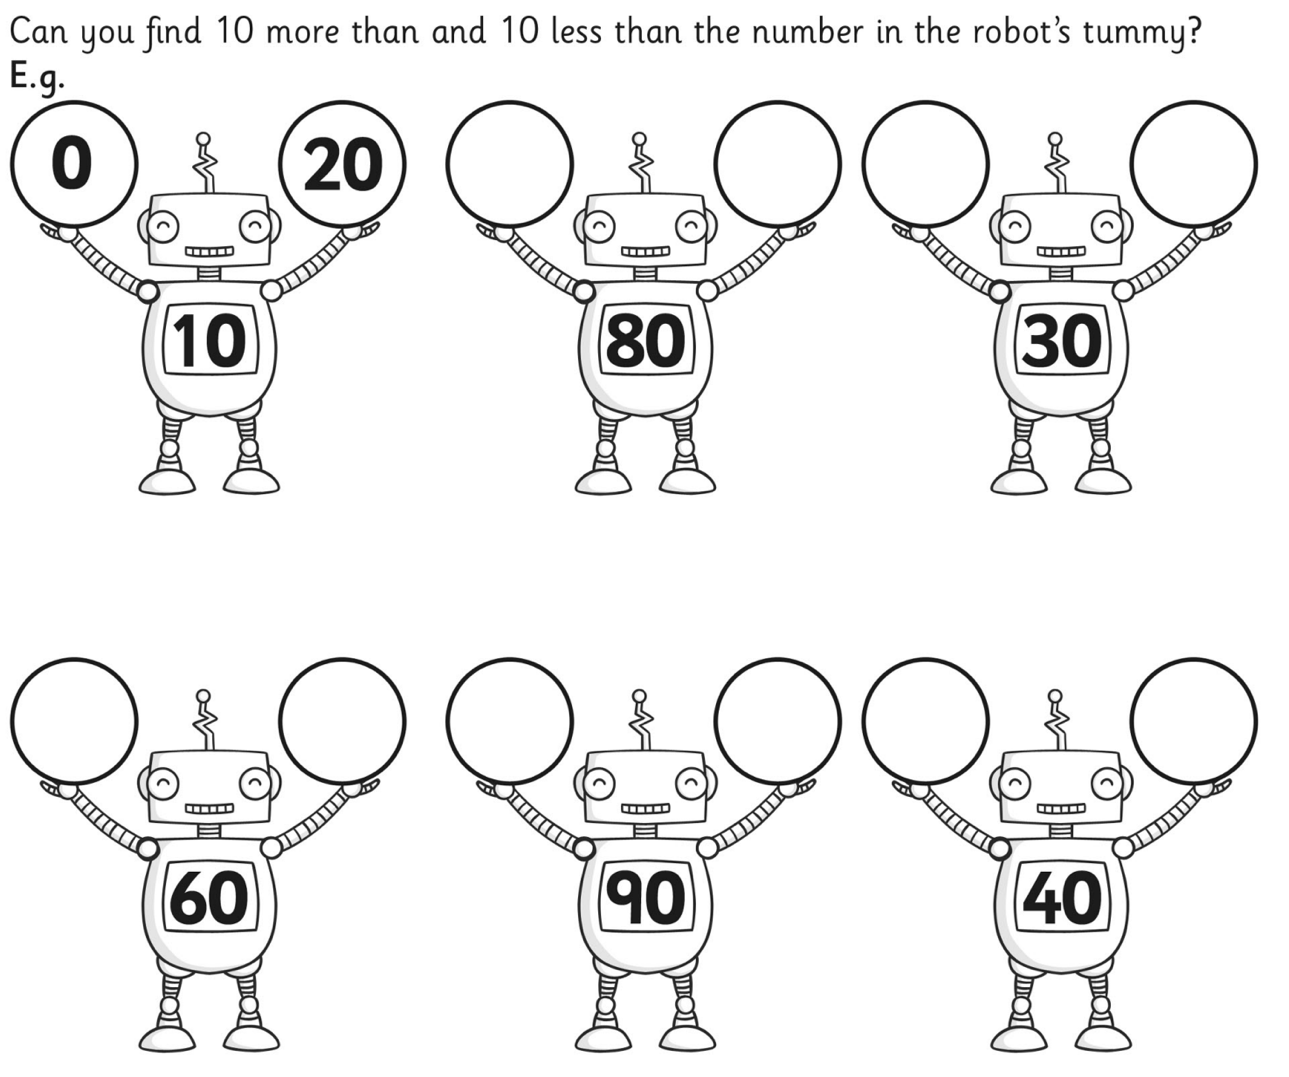 Can you find 10 more than and 10 less than the number in the robot's tummy?
E.g.
0 20
10 80 30
60 90 40